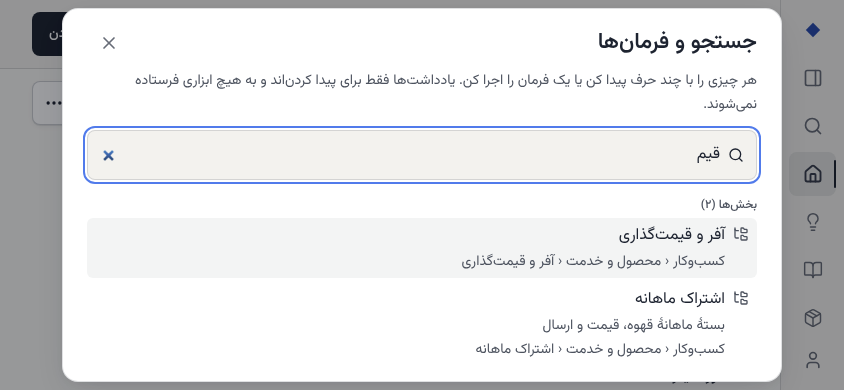 جستجو و فرمان‌ها
هر چیزی را با چند حرف پیدا کن یا یک فرمان را اجرا کن. یادداشت‌ها فقط برای پیدا کردن‌اند و به هیچ ابزاری فرستاده
نمی‌شوند.
قیم
بخش‌ها (۲)
آفر و قیمت‌گذاری
کسب‌وکار › محصول و خدمت › آفر و قیمت‌گذاری
اشتراک ماهانه
بستهٔ ماهانهٔ قهوه، قیمت و ارسال
کسب‌وکار › محصول و خدمت › اشتراک ماهانه